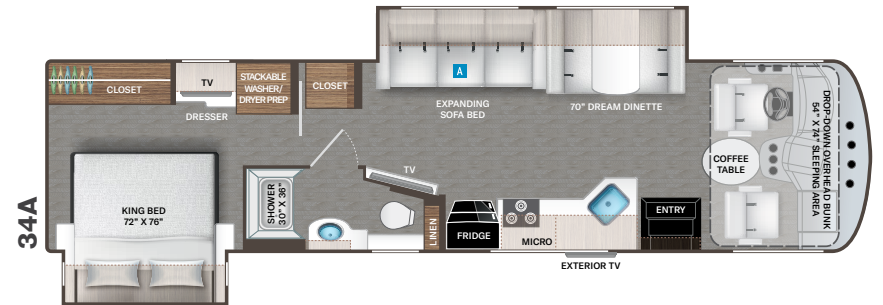 34A
CLOSET
TV
DRESSER
STACKABLE
WASHER/
DRYER PREP
CLOSET
A
EXPANDING
SOFA BED
70" DREAM DINETTE
DROP-DOWN OVERHEAD BUNK
54" X 74" SLEEPING AREA
COFFEE
TABLE
KING BED
72" X 76"
SHOWER
30" X 36"
TV
LINEN
FRIDGE
MICRO
ENTRY
EXTERIOR TV